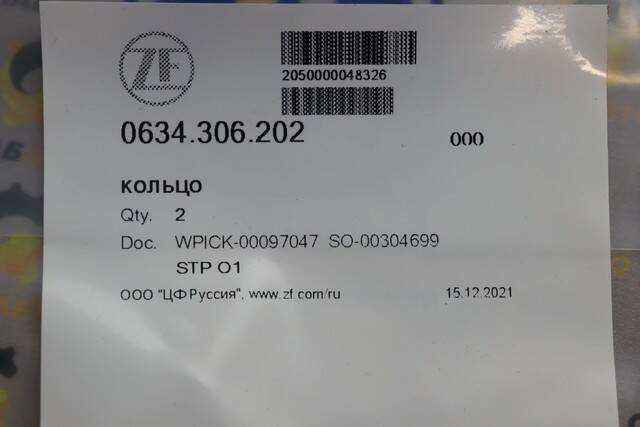 ZF
2050000048326
0634.306.202 000
КОЛЬЦО
Qty. 2
Doc. WPICK-00097047 SO-00304699
STP O1
ООО "ЦФ Руссия", www.zf.com/ru 15.12.2021